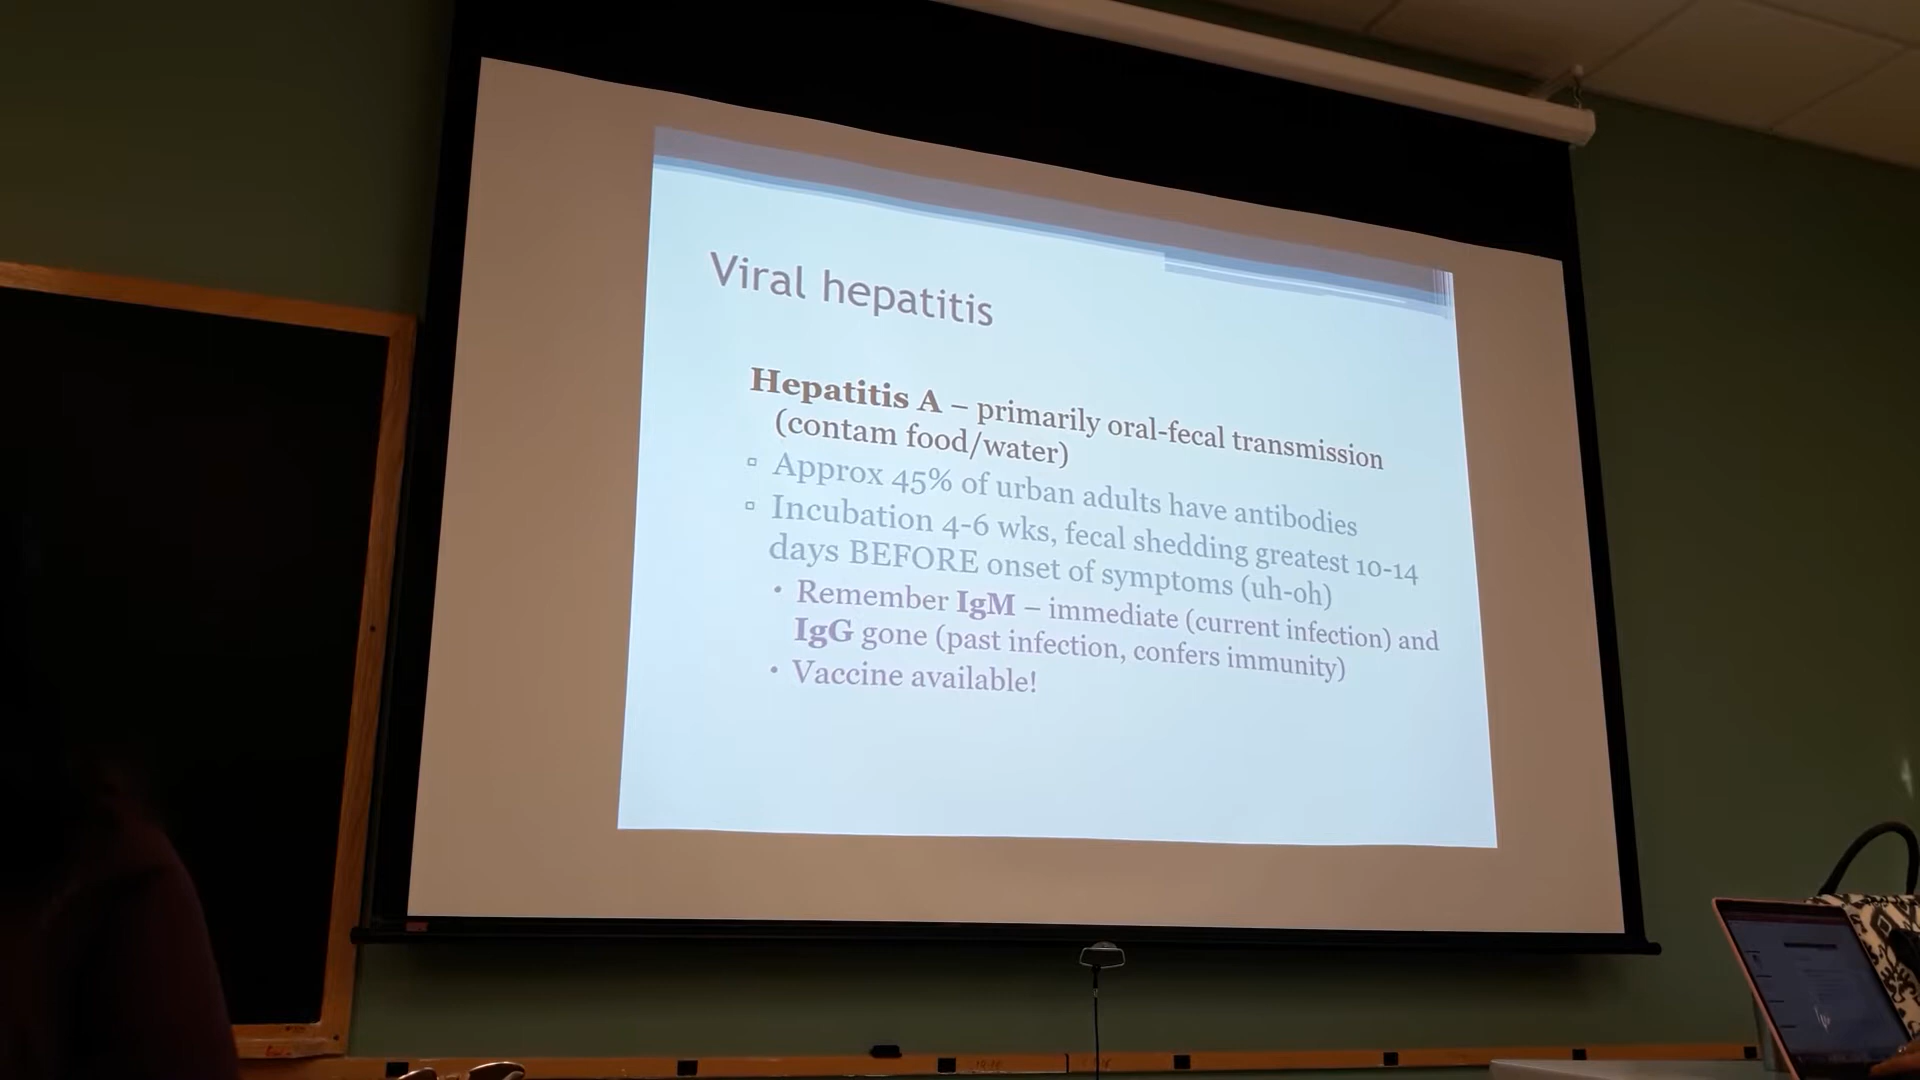 Viral hepatitis
Hepatitis A – primarily oral-fecal transmission
(contam food/water)
▫ Approx 45% of urban adults have antibodies
▫ Incubation 4-6 wks, fecal shedding greatest 10-14
days BEFORE onset of symptoms (uh-oh)
• Remember IgM – immediate (current infection) and
IgG gone (past infection, confers immunity)
• Vaccine available!